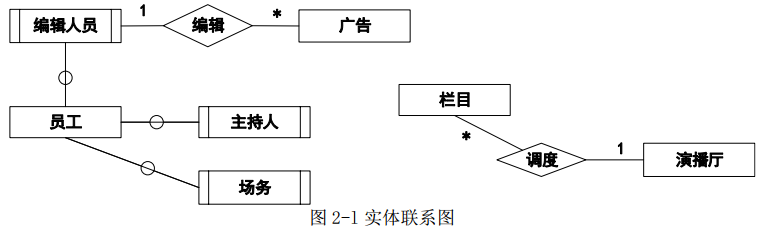 编辑人员 1 编辑 * 广告
栏目
员工 主持人
*
调度 1 演播厅
场务
图 2-1 实体联系图